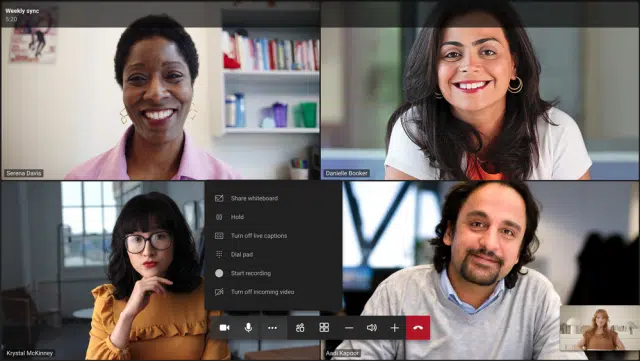 Weekly sync
5:20
Serena Davis
Danielle Booker
Share whiteboard
Hold
Turn off live captions
Dial pad
Start recording
Turn off incoming video
Krystal McKinney
Aadi Kapoor